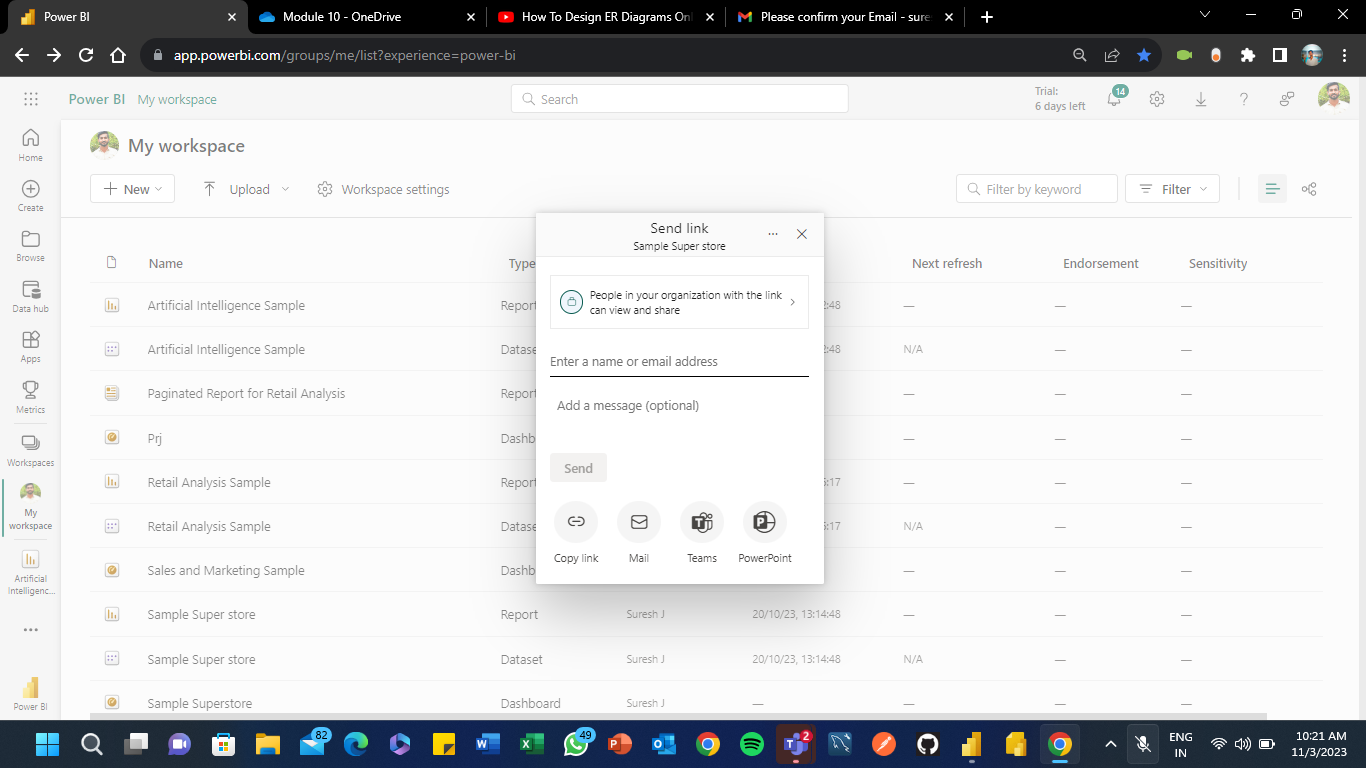 Power BI
Module 10 - OneDrive
How To Design ER Diagrams Onl
Please confirm your Email - sure
app.powerbi.com/groups/me/list?experience=power-bi
Power BI My workspace
Search
Trial:
6 days left
14
Home
Create
Browse
Data hub
Apps
Metrics
Workspaces
My
workspace
Artificial
Intelligenc...
Power BI
My workspace
New
Upload
Workspace settings
Filter by keyword
Filter
Name Type Next refresh Endorsement Sensitivity
Artificial Intelligence Sample Report :48 — — —
Artificial Intelligence Sample Datase :48 N/A — —
Paginated Report for Retail Analysis Report — — —
Prj Dashb — — —
Retail Analysis Sample Report :17 — — —
Retail Analysis Sample Datase :17 N/A — —
Sales and Marketing Sample Dashb — — —
Sample Super store Report Suresh J 20/10/23, 13:14:48 — — —
Sample Super store Dataset Suresh J 20/10/23, 13:14:48 N/A — —
Sample Superstore Dashboard Suresh J — — — —
Send link
Sample Super store
People in your organization with the link
can view and share
Enter a name or email address
Add a message (optional)
Send
Copy link
Mail
Teams
PowerPoint
82
49
2
ENG
IN
10:21 AM
11/3/2023